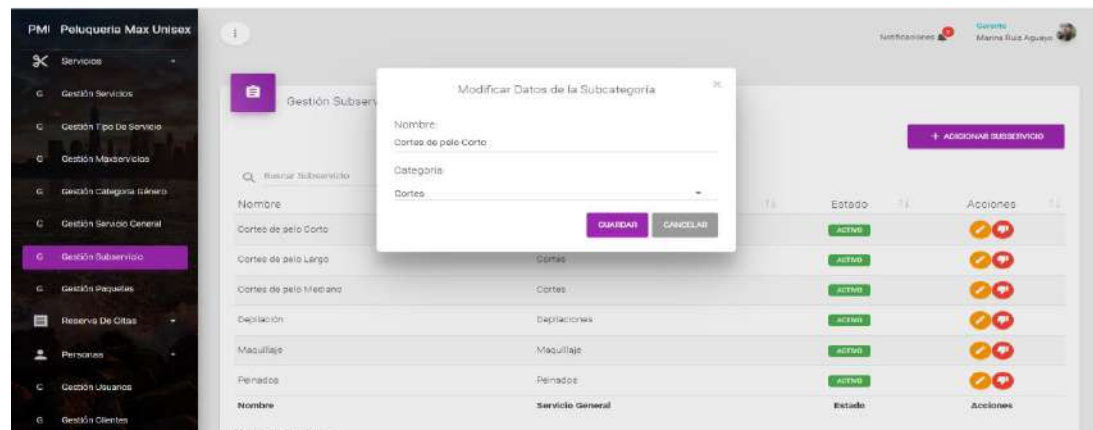 PMI Peluqueria Max Unisex
Servicios
G Gestión Servicios
G Gestión Tipo De Servicio
G Gestión Maxservicios
G Gestión Categoria Género
G Gestión Servicio General
G Gestión Subservicio
G Gestión Paquetes
Reserva De Citas
Personas
G Gestión Usuarios
G Gestión Clientes
Notificaciones
Gerente
Marina Ruiz Aguayo
Gestión Subserv
+ ADICIONAR SUBSERVICIO
Buscar Subservicio
Modificar Datos de la Subcategoría ×
Nombre:
Cortes de pelo Corto
Categoria:
Cortes
GUARDAR CANCELAR
Nombre Estado Acciones
Cortes de pelo Corto ACTIVO
Cortes de pelo Largo Cortes ACTIVO
Cortes de pelo Mediano Cortes ACTIVO
Depilación Depilaciones ACTIVO
Maquillaje Maquillaje ACTIVO
Peinados Peinados ACTIVO
Nombre Servicio General Estado Acciones